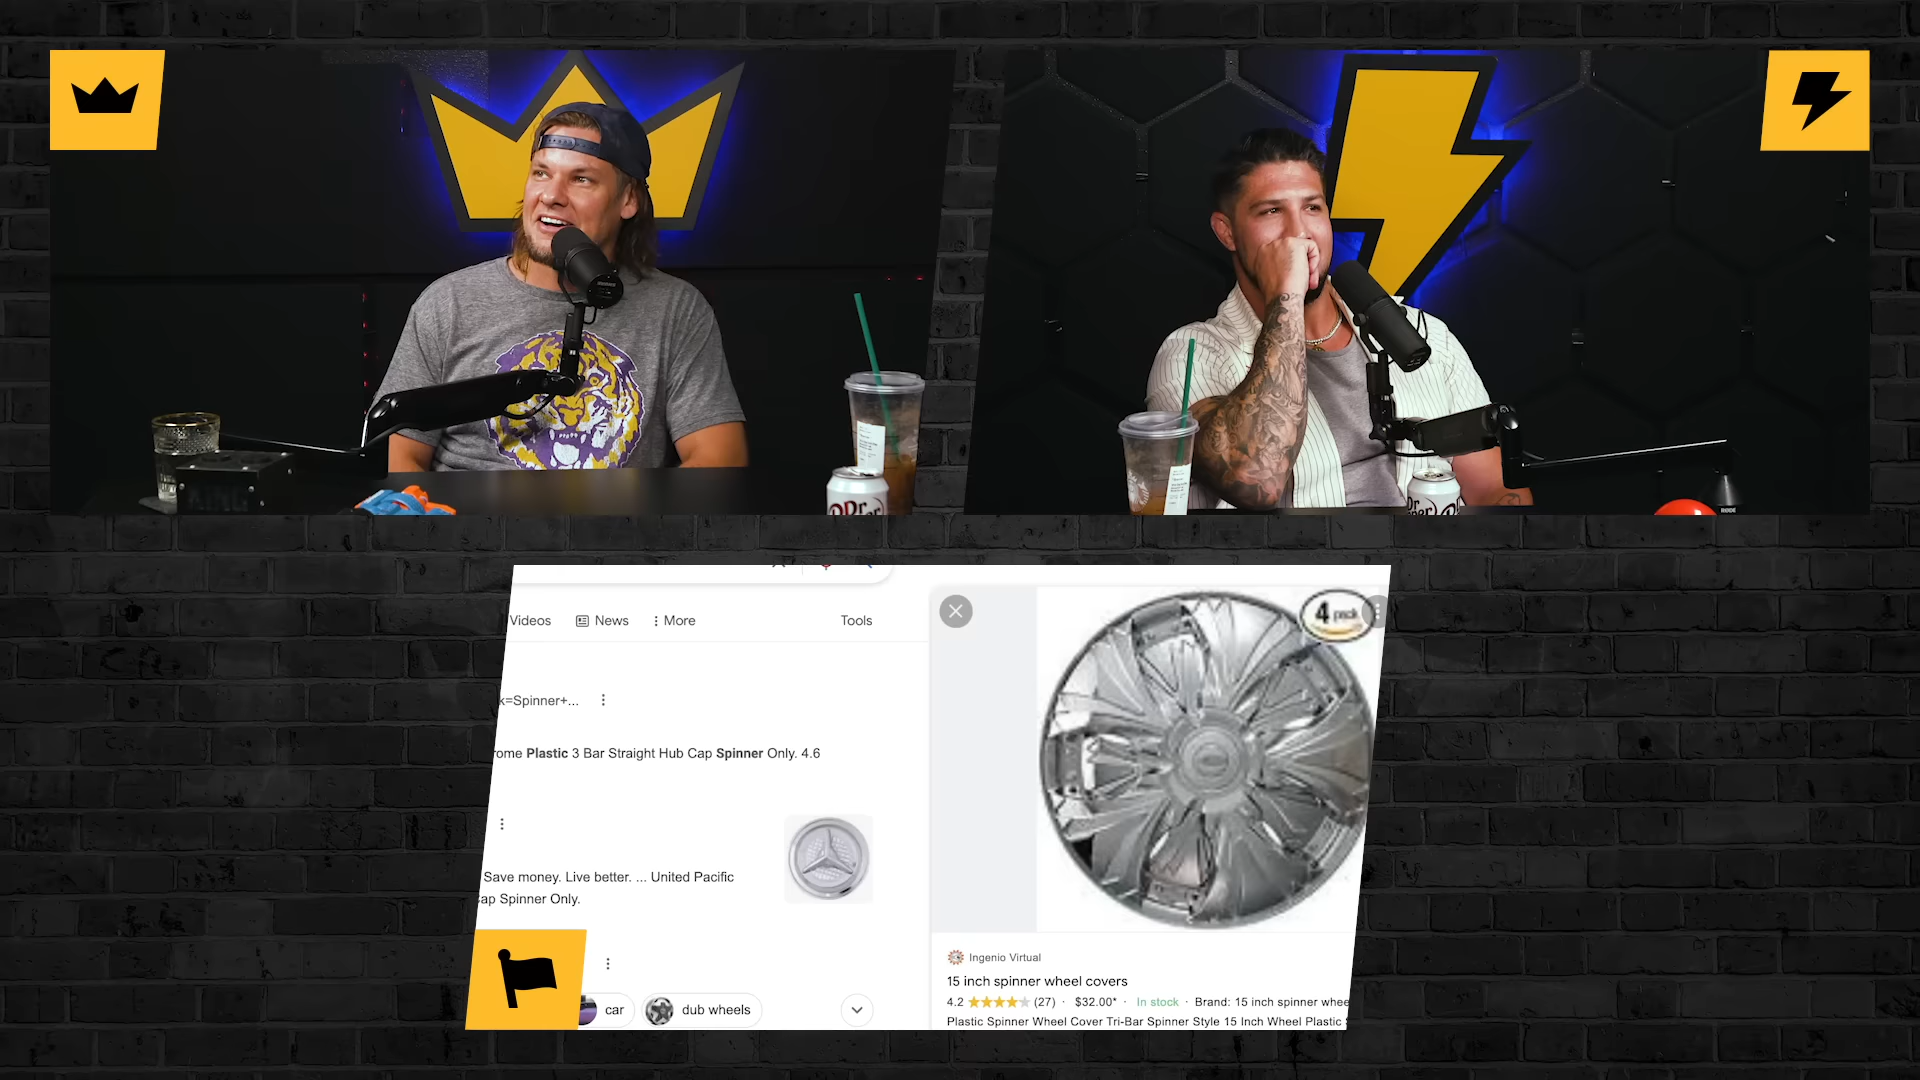 Videos
News
More
Tools
k=Spinner+...
rome Plastic 3 Bar Straight Hub Cap Spinner Only. 4.6
Save money. Live better. ... United Pacific
ap Spinner Only.
car
dub wheels
4 pack
Ingenio Virtual
15 inch spinner wheel covers
4.2 (27) · $32.00* · In stock · Brand: 15 inch spinner whee
Plastic Spinner Wheel Cover Tri-Bar Spinner Style 15 Inch Wheel Plastic
Dr
RODE